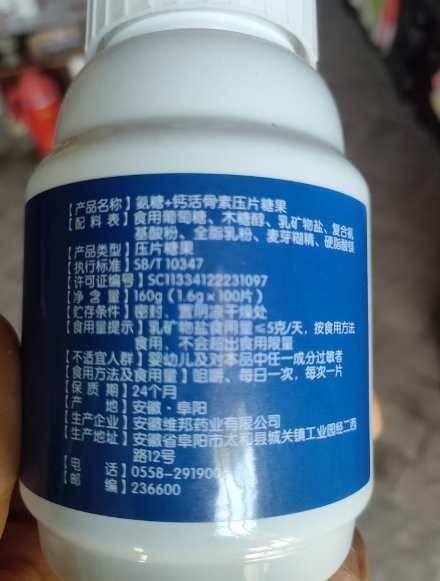 【产品名称】氨糖+钙活骨素压片糖果
【配 料 表】食用葡萄糖、木糖醇、乳矿物盐、复合氨
基酸粉、全脂乳粉、麦芽糊精、硬脂酸镁
【产品类型】压片糖果
【执行标准】SB/T 10347
【许可证编号】SC11334122231097
【净 含 量】160g（1.6g×100片）
【贮存条件】密封、置阴凉干燥处
【食用量提示】乳矿物盐食用量≤5克/天，按食用方法
食用，不会超出食用限量
【不适宜人群】婴幼儿及对本品中任一成分过敏者
【食用方法及食用量】咀嚼、每日一次，每次一片
【保 质 期】24个月
【产 地】安徽·阜阳
【生产企业】安徽维邦药业有限公司
【生产地址】安徽省阜阳市太和县城关镇工业园经二西
路12号
【电 话】0558-291900
【邮 编】236600